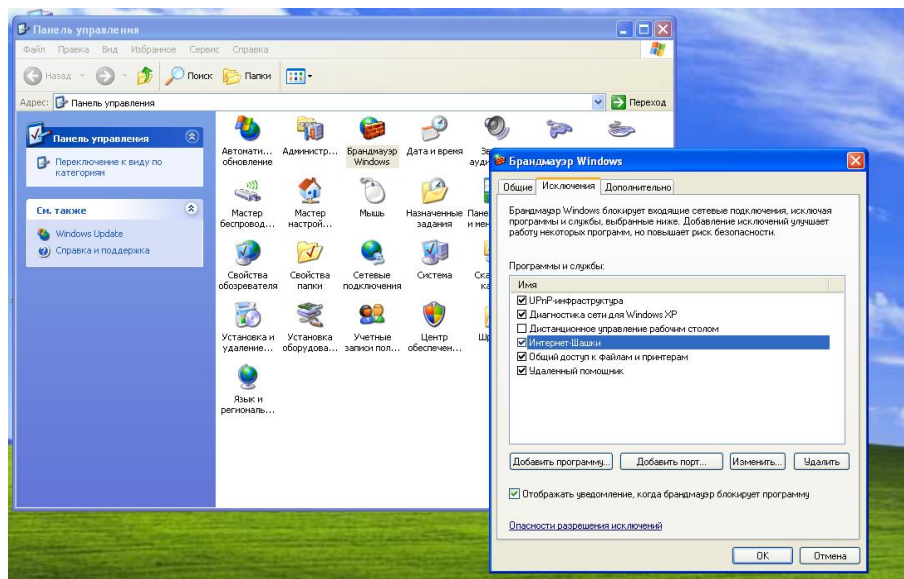 Панель управления
Файл Правка Вид Избранное Сервис Справка
Назад Поиск Папки
Адрес: Панель управления Переход
Панель управления
Переключение к виду по
категориям
См. также
Windows Update
Справка и поддержка
Автомати...
обновление
Администр...
Брандмауэр
Windows
Дата и время
Мастер
беспровод...
Мастер
настрой...
Мышь
Назначенные
задания
Свойства
обозревателя
Свойства
папки
Сетевые
подключения
Система
Установка и
удаление...
Установка
оборудова...
Учетные
записи пол...
Центр
обеспечен...
Язык и
региональ...
Брандмауэр Windows
Общие Исключения Дополнительно
Брандмауэр Windows блокирует входящие сетевые подключения, исключая
программы и службы, выбранные ниже. Добавление исключений улучшает
работу некоторых программ, но повышает риск безопасности.
Программы и службы:
Имя
UPnP-инфраструктура
Диагностика сети для Windows XP
Дистанционное управление рабочим столом
Интернет-Шашки
Общий доступ к файлам и принтерам
Удаленный помощник
Добавить программу... Добавить порт... Изменить... Удалить
Отображать уведомление, когда брандмауэр блокирует программу
Опасности разрешения исключений
OK Отмена